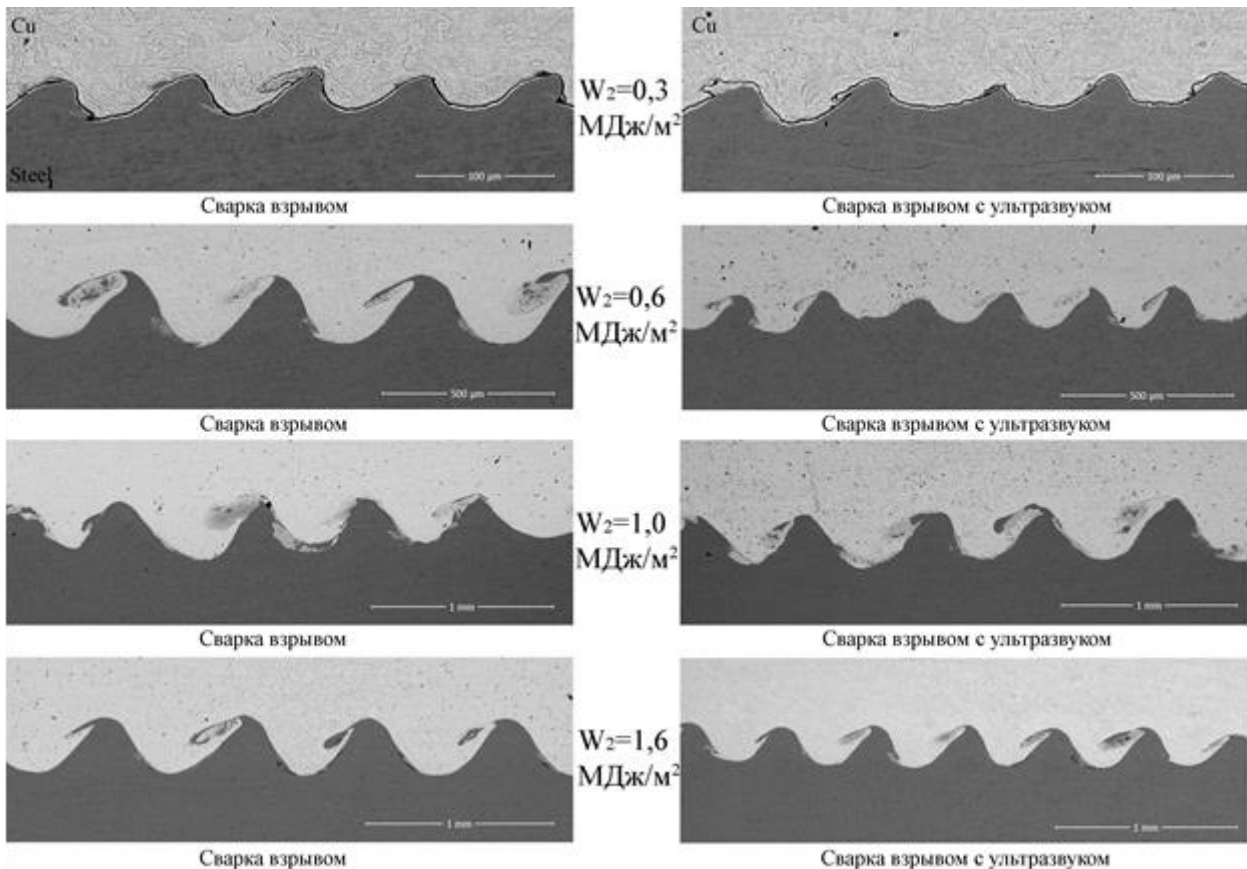 Cu
Steel
100 μm
Сварка взрывом
W₂=0,3
МДж/м²
Cu
100 μm
Сварка взрывом с ультразвуком
500 μm
Сварка взрывом
W₂=0,6
МДж/м²
500 μm
Сварка взрывом с ультразвуком
1 mm
Сварка взрывом
W₂=1,0
МДж/м²
1 mm
Сварка взрывом с ультразвуком
1 mm
Сварка взрывом
W₂=1,6
МДж/м²
1 mm
Сварка взрывом с ультразвуком